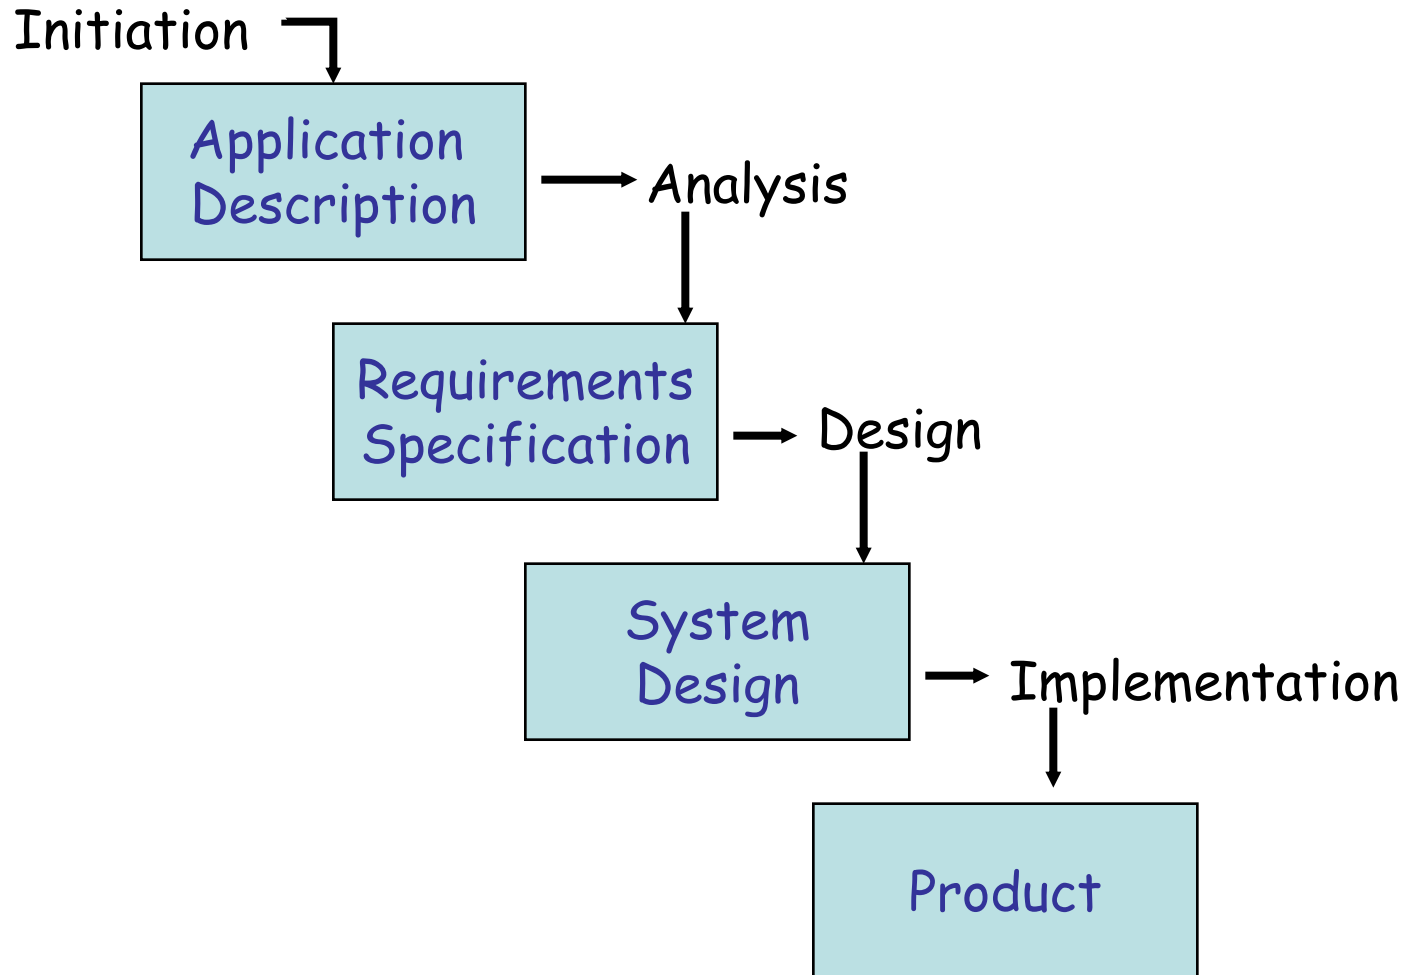 Initiation
Application
Description
Analysis
Requirements
Specification
Design
System
Design
Implementation
Product